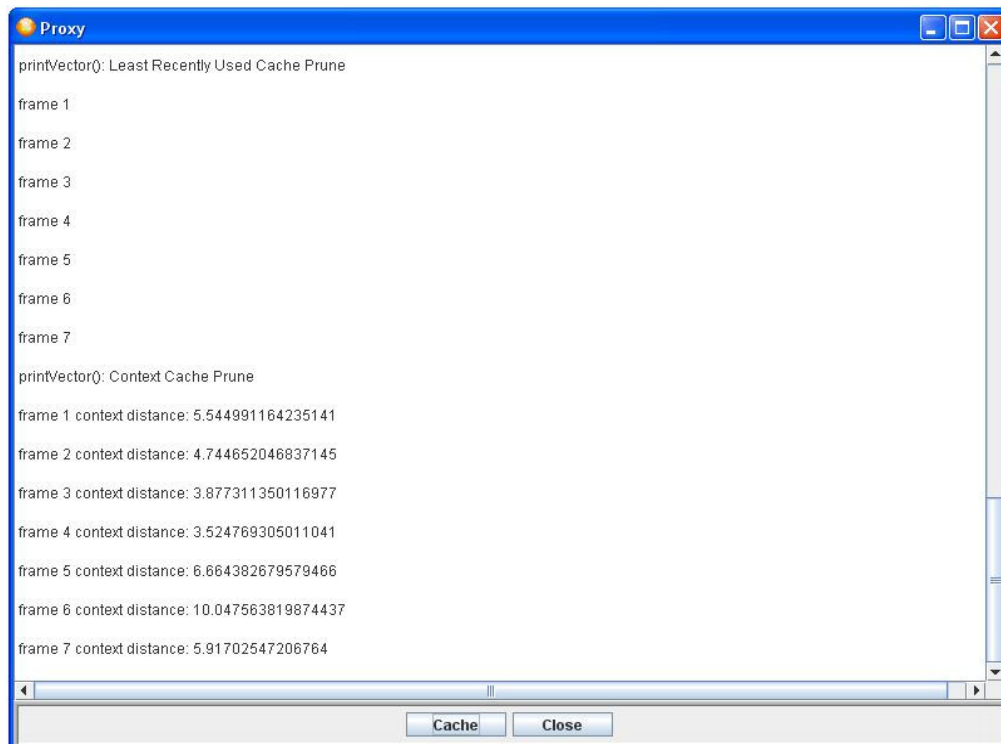 Proxy
printVector(): Least Recently Used Cache Prune
frame 1
frame 2
frame 3
frame 4
frame 5
frame 6
frame 7
printVector(): Context Cache Prune
frame 1 context distance: 5.544991164235141
frame 2 context distance: 4.744652046837145
frame 3 context distance: 3.877311350116977
frame 4 context distance: 3.524769305011041
frame 5 context distance: 6.664382679579466
frame 6 context distance: 10.047563819874437
frame 7 context distance: 5.91702547206764
Cache Close